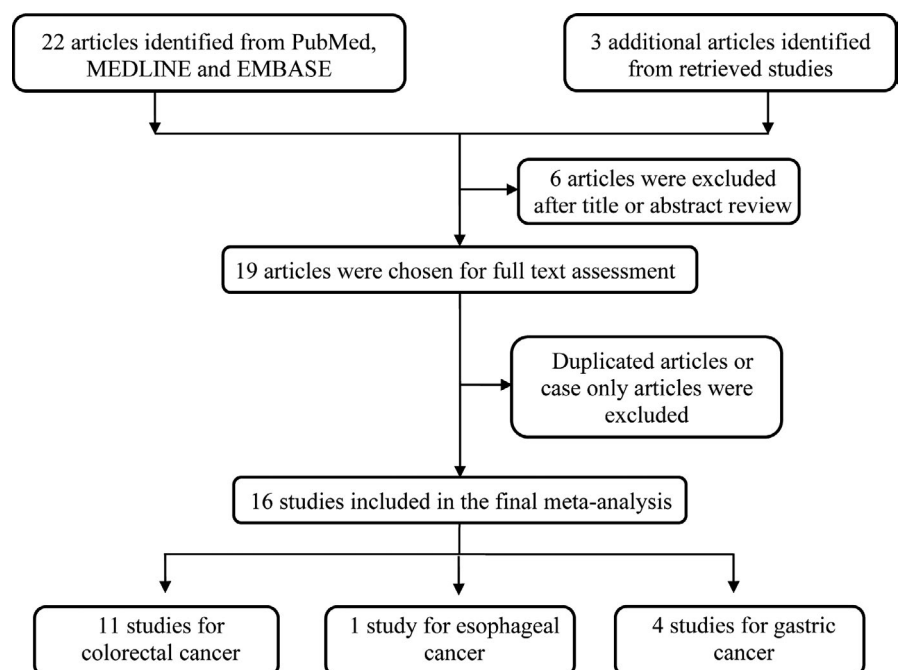 22 articles identified from PubMed,
MEDLINE and EMBASE
3 additional articles identified
from retrieved studies
6 articles were excluded
after title or abstract review
19 articles were chosen for full text assessment
Duplicated articles or
case only articles were
excluded
16 studies included in the final meta-analysis
11 studies for
colorectal cancer
1 study for esophageal
cancer
4 studies for gastric
cancer